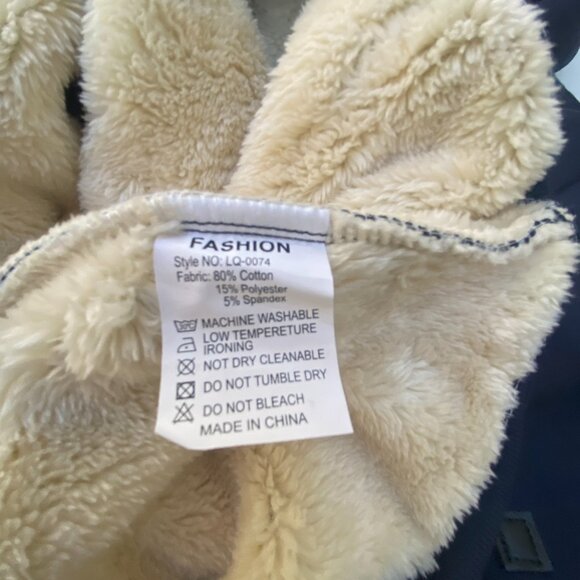 FASHION
Style NO: LQ-0074
Fabric: 80% Cotton
15% Polyester
5% Spandex
MACHINE WASHABLE
LOW TEMPERETURE
IRONING
NOT DRY CLEANABLE
DO NOT TUMBLE DRY
DO NOT BLEACH
MADE IN CHINA